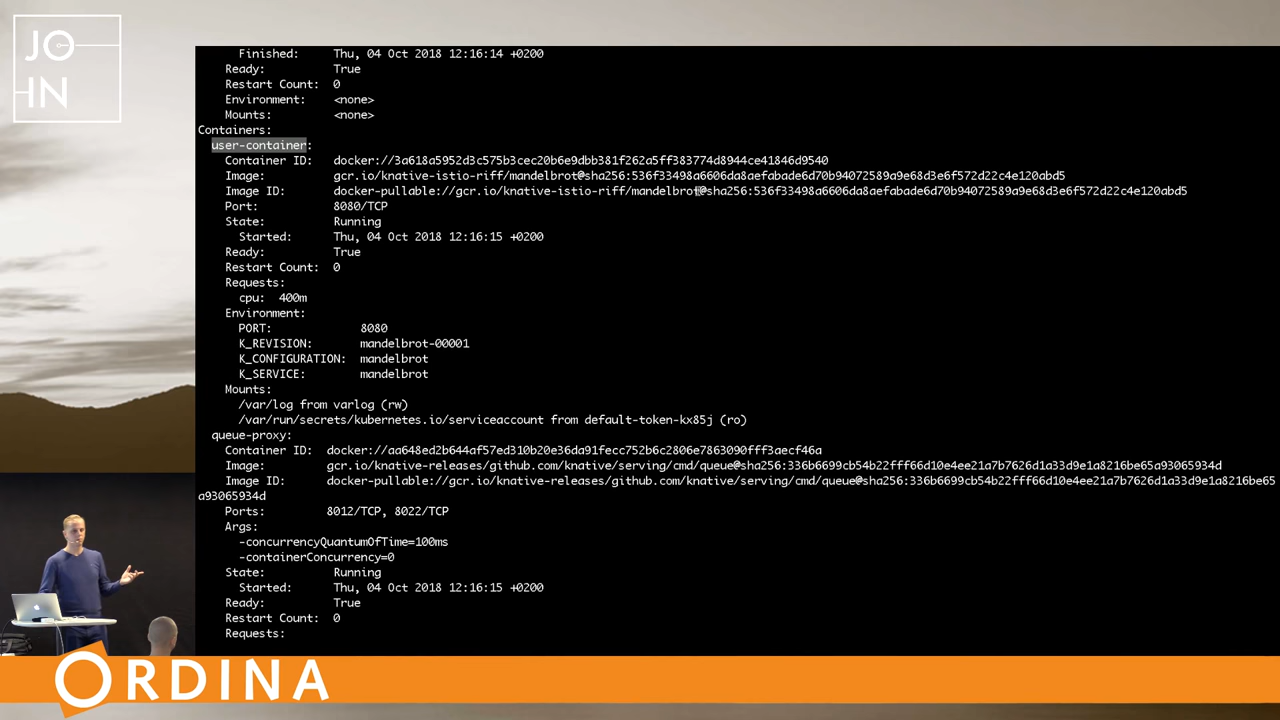 JO
IN
Finished: Thu, 04 Oct 2018 12:16:14 +0200
Ready: True
Restart Count: 0
Environment: <none>
Mounts: <none>
Containers:
user-container:
Container ID: docker://3a618a5952d3c575b3cec20b6e9dbb381f262a5ff383774d8944ce41846d9540
Image: gcr.io/knative-istio-riff/mandelbrot@sha256:536f33498a6606da8aefabade6d70b94072589a9e68d3e6f572d22c4e120abd5
Image ID: docker-pullable://gcr.io/knative-istio-riff/mandelbrot@sha256:536f33498a6606da8aefabade6d70b94072589a9e68d3e6f572d22c4e120abd5
Port: 8080/TCP
State: Running
Started: Thu, 04 Oct 2018 12:16:15 +0200
Ready: True
Restart Count: 0
Requests:
cpu: 400m
Environment:
PORT: 8080
K_REVISION: mandelbrot-00001
K_CONFIGURATION: mandelbrot
K_SERVICE: mandelbrot
Mounts:
/var/log from varlog (rw)
/var/run/secrets/kubernetes.io/serviceaccount from default-token-kx85j (ro)
queue-proxy:
Container ID: docker://aa648ed2b644af57ed310b20e36da91fecc752b6c2806e7863090fff3aecf46a
Image: gcr.io/knative-releases/github.com/knative/serving/cmd/queue@sha256:336b6699cb54b22fff66d10e4ee21a7b7626d1a33d9e1a8216be65a93065934d
Image ID: docker-pullable://gcr.io/knative-releases/github.com/knative/serving/cmd/queue@sha256:336b6699cb54b22fff66d10e4ee21a7b7626d1a33d9e1a8216be65
a93065934d
Ports: 8012/TCP, 8022/TCP
Args:
-concurrencyQuantumOfTime=100ms
-containerConcurrency=0
State: Running
Started: Thu, 04 Oct 2018 12:16:15 +0200
Ready: True
Restart Count: 0
Requests:
ORDINA